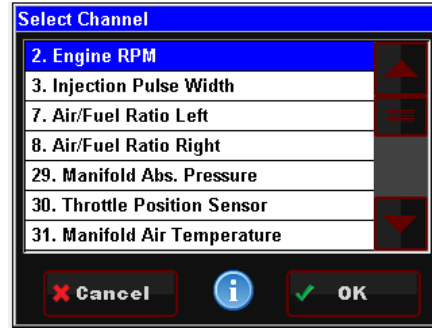 Select Channel
2. Engine RPM
3. Injection Pulse Width
7. Air/Fuel Ratio Left
8. Air/Fuel Ratio Right
29. Manifold Abs. Pressure
30. Throttle Position Sensor
31. Manifold Air Temperature
Cancel
i
OK